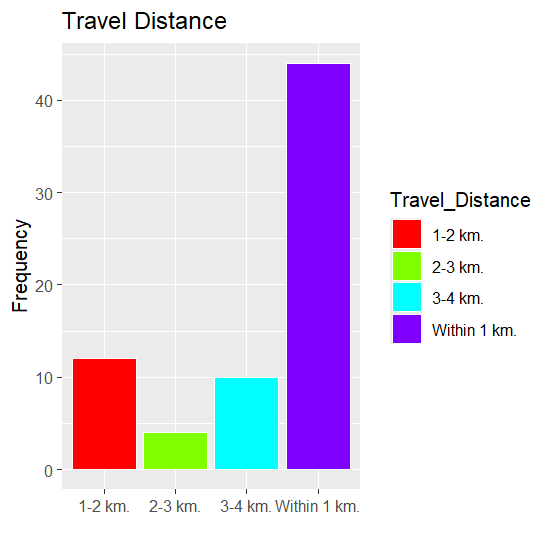 Travel Distance
Frequency
40
30
20
10
0
1-2 km. 2-3 km. 3-4 km. Within 1 km.
Travel_Distance
1-2 km.
2-3 km.
3-4 km.
Within 1 km.